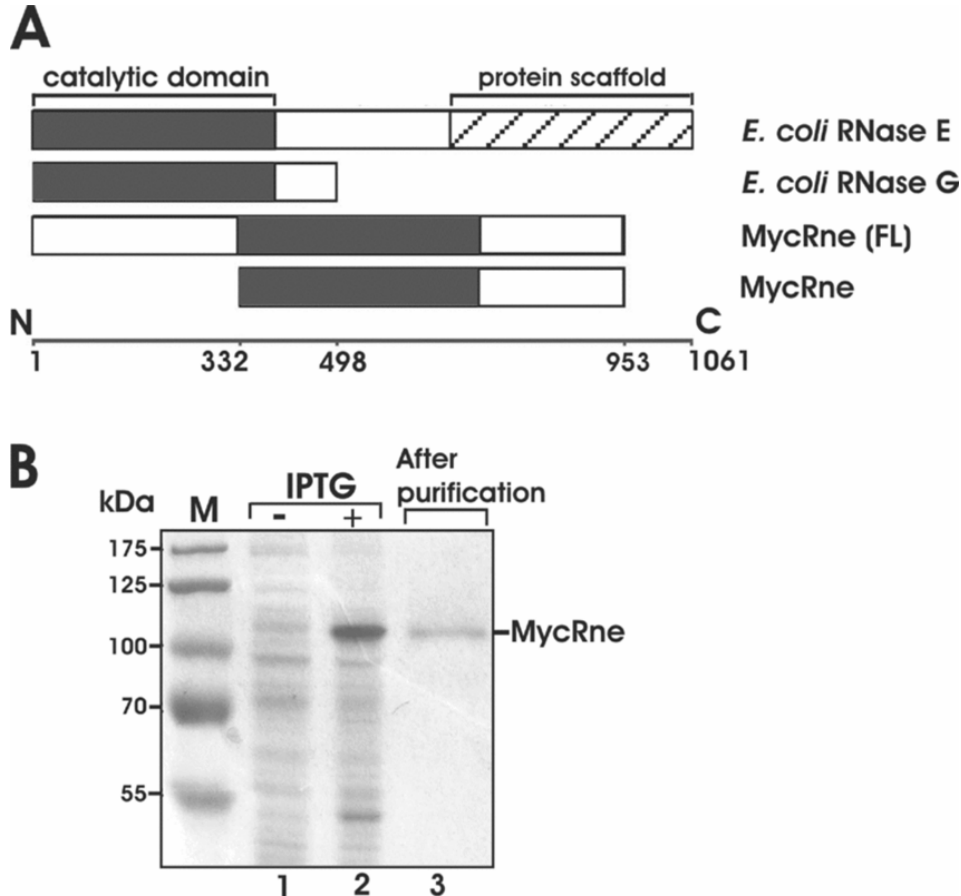 A
catalytic domain
protein scaffold
E. coli RNase E
E. coli RNase G
MycRne (FL)
MycRne
N
C
1
332
498
953
1061
B
kDa
M
IPTG
After
purification
-
+
175
125
100
70
55
MycRne
1
2
3